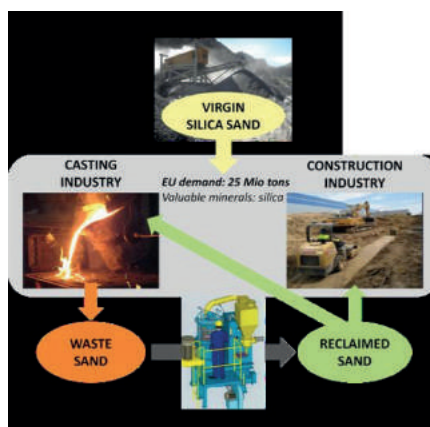 VIRGIN
SILICA SAND
CASTING
INDUSTRY
EU demand: 25 Mio tons
Valuable minerals: silica
CONSTRUCTION
INDUSTRY
WASTE
SAND
RECLAIMED
SAND